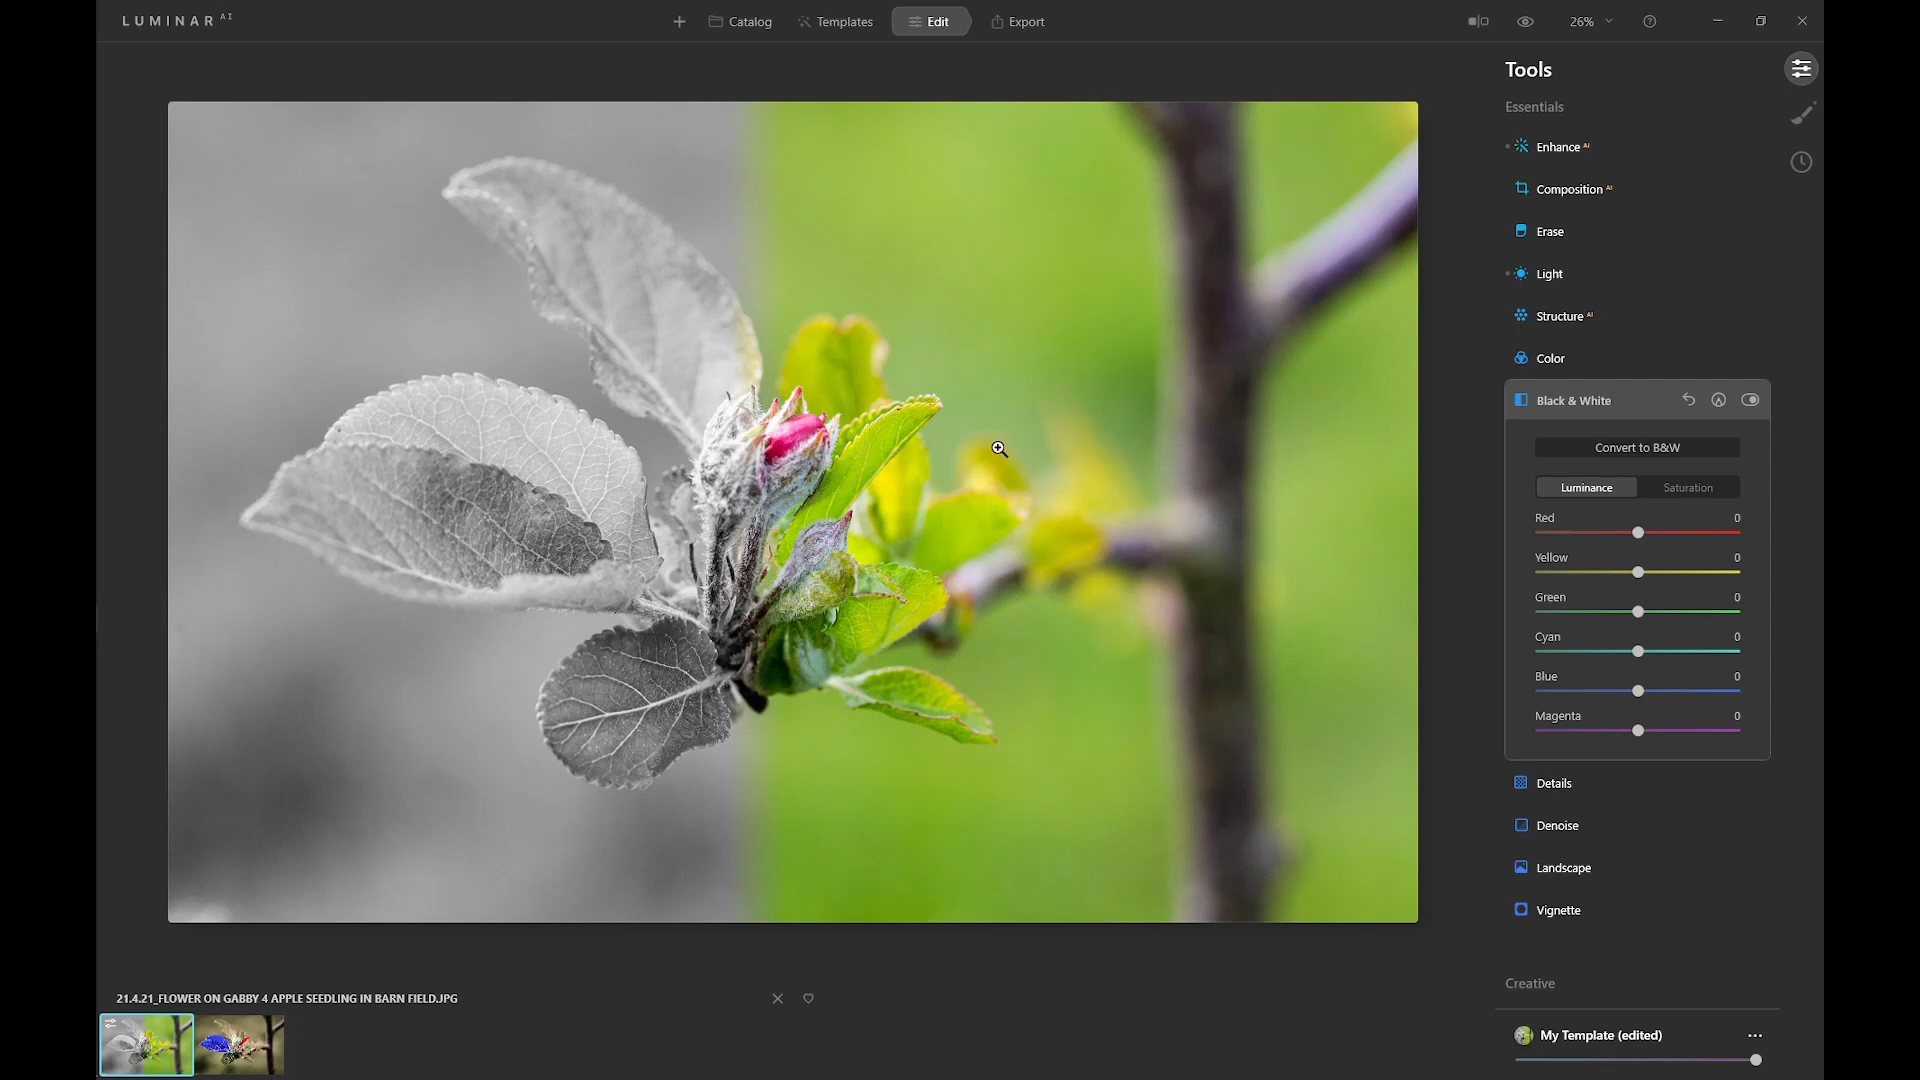 LUMINAR AI
Catalog
Templates
Edit
Export
26%
Tools
Essentials
Enhance AI
Composition AI
Erase
Light
Structure AI
Color
Black & White
Convert to B&W
Luminance
Saturation
Red 0
Yellow 0
Green 0
Cyan 0
Blue 0
Magenta 0
Details
Denoise
Landscape
Vignette
Creative
21.4.21_FLOWER ON GABBY 4 APPLE SEEDLING IN BARN FIELD.JPG
My Template (edited)